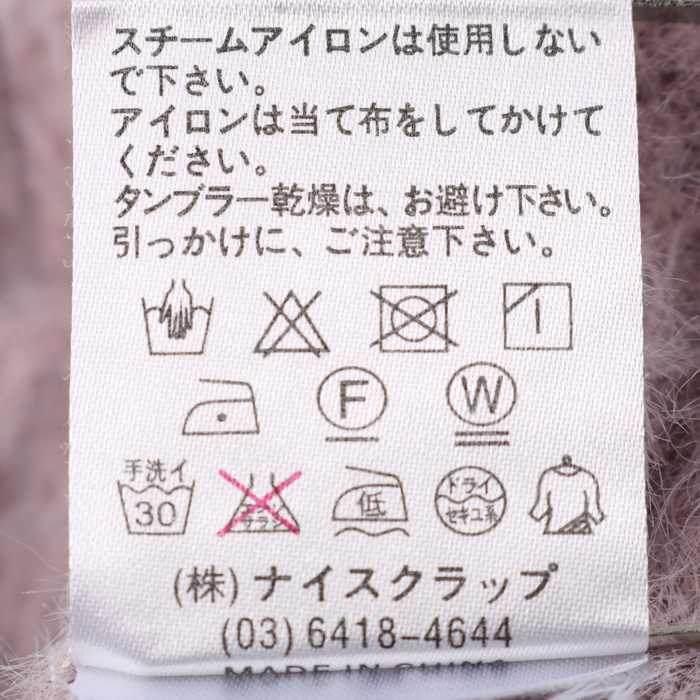 スチームアイロンは使用しない
で下さい。
アイロンは当て布をしてかけて
ください。
タンブラー乾燥は、お避け下さい。
引っかけに、ご注意下さい。
F W
手洗イ
30
エンソ
サラシ
低
ドライ
セキユ系
(株)ナイスクラップ
(03)6418-4644
MADE IN CHINA